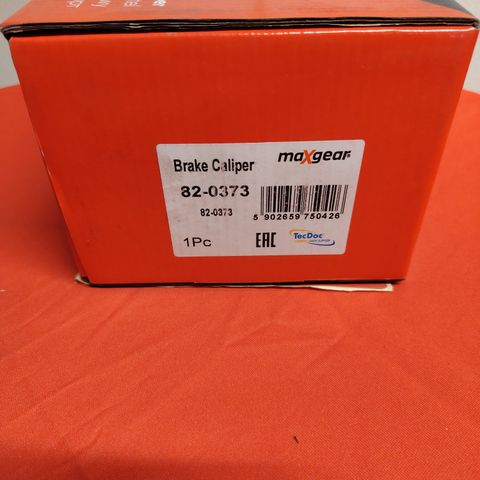 Brake Caliper
maxgear
82-0373
82-0373
5 902659 750426
1Pc
EAC
TecDoc